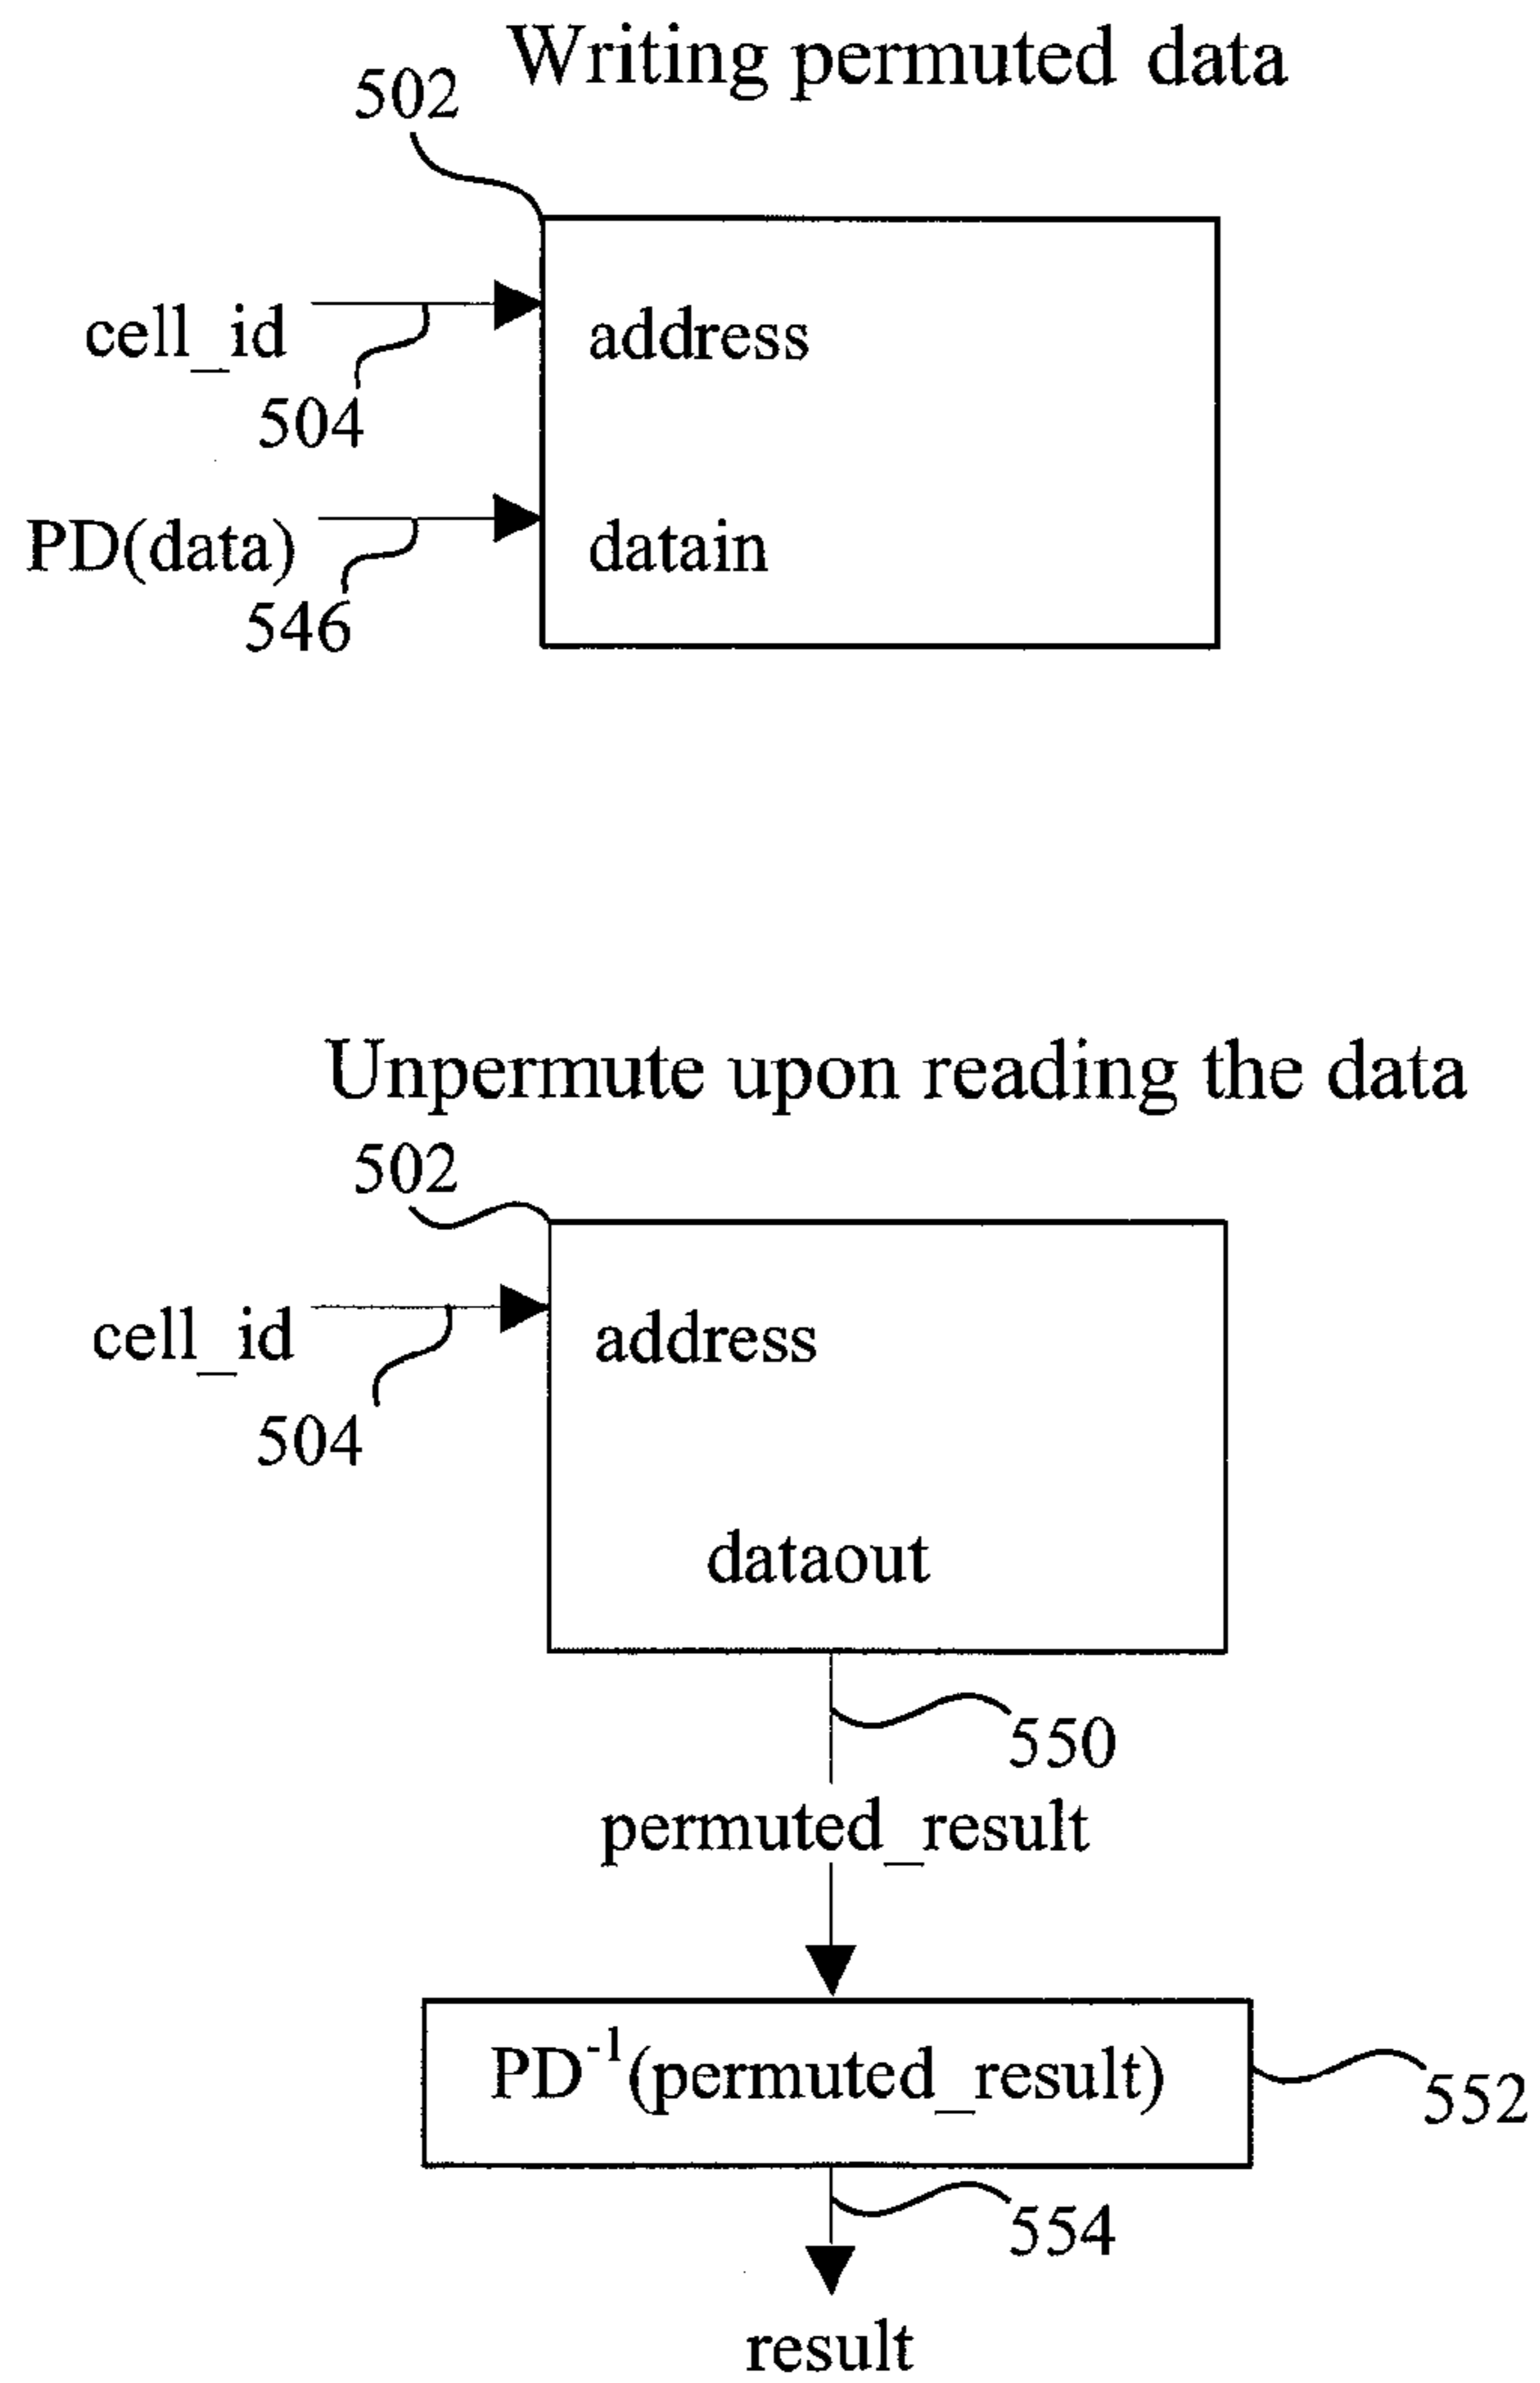 Writing permuted data
502
cell_id
address
504
PD(data)
datain
546
Unpermute upon reading the data
502
cell_id
address
504
dataout
550
permuted_result
PD⁻¹(permuted_result)
552
554
result